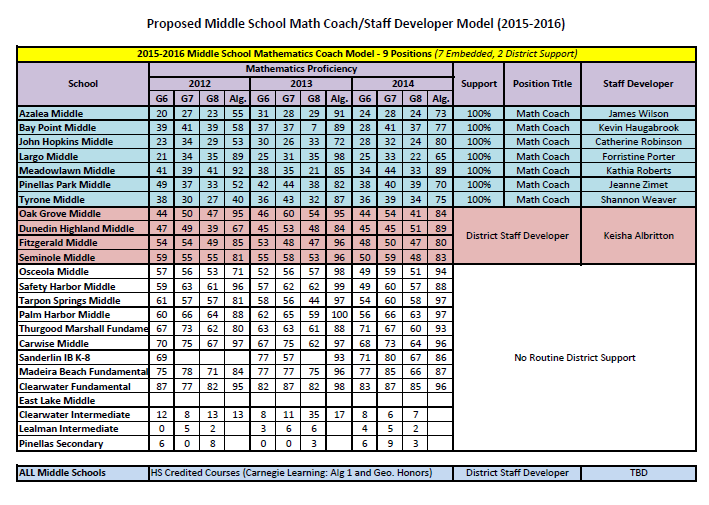 Proposed Middle School Math Coach/Staff Developer Model (2015-2016)
2015-2016 Middle School Mathematics Coach Model - 9 Positions (7 Embedded, 2 District Support)
School Mathematics Proficiency Support Position Title Staff Developer
2012 2013 2014
G6 G7 G8 Alg. G6 G7 G8 Alg. G6 G7 G8 Alg.
Azalea Middle 20 27 23 55 31 28 29 91 24 28 24 73 100% Math Coach James Wilson
Bay Point Middle 39 41 39 58 37 37 7 89 28 41 37 77 100% Math Coach Kevin Haugabrook
John Hopkins Middle 23 34 29 53 30 26 33 72 28 32 24 80 100% Math Coach Catherine Robinson
Largo Middle 21 34 35 89 25 31 35 98 25 33 22 65 100% Math Coach Forristine Porter
Meadowlawn Middle 41 39 41 92 38 35 21 85 34 44 33 89 100% Math Coach Kathia Roberts
Pinellas Park Middle 49 37 33 52 42 44 38 82 38 40 39 70 100% Math Coach Jeanne Zimet
Tyrone Middle 38 30 27 40 36 43 32 87 36 39 34 75 100% Math Coach Shannon Weaver
Oak Grove Middle 44 50 47 95 46 60 54 95 44 54 41 84
Dunedin Highland Middle 47 49 39 67 45 53 48 84 45 45 51 89
District Staff Developer Keisha Albritton
Fitzgerald Middle 54 54 49 85 53 48 47 96 48 50 47 80
Seminole Middle 59 55 55 81 55 58 53 96 50 59 48 83
Osceola Middle 57 56 53 71 52 56 57 98 49 59 51 94
Safety Harbor Middle 59 63 61 96 57 62 62 99 49 60 57 88
Tarpon Springs Middle 61 57 57 81 58 56 44 97 54 60 58 97
Palm Harbor Middle 60 66 64 88 62 65 59 100 56 66 63 97
Thurgood Marshall Fundame 67 73 62 80 63 63 61 88 71 67 60 93
Carwise Middle 70 75 67 97 67 75 62 97 68 73 64 96
Sanderlin IB K-8 69 77 57 93 71 80 67 86
No Routine District Support
Madeira Beach Fundamental 75 78 71 84 77 77 75 96 77 85 66 87
Clearwater Fundamental 87 77 82 95 82 87 82 98 83 87 85 96
East Lake Middle
Clearwater Intermediate 12 8 13 13 8 11 35 17 8 6 7
Lealman Intermediate 0 5 2 3 6 6 4 5 2
Pinellas Secondary 6 0 8 0 0 3 6 9 3
ALL Middle Schools HS Credited Courses (Carnegie Learning: Alg 1 and Geo. Honors) District Staff Developer TBD